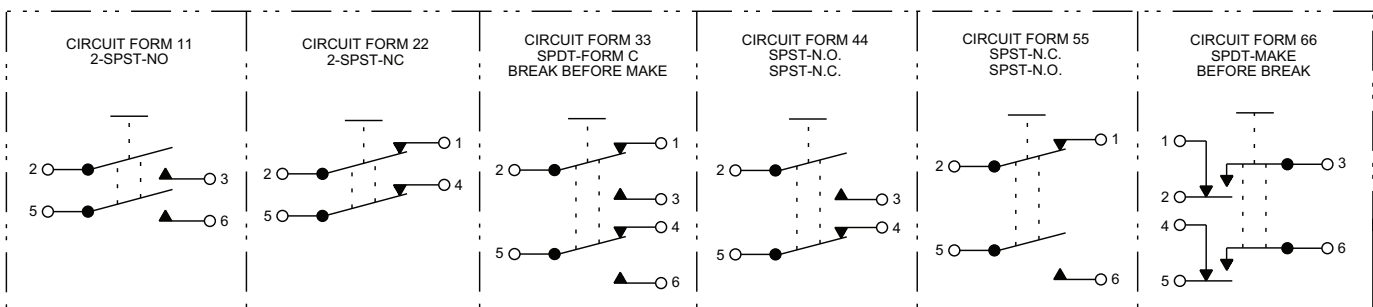 CIRCUIT FORM 11
2-SPST-NO
2
3
5
6
CIRCUIT FORM 22
2-SPST-NC
1
2
4
5
CIRCUIT FORM 33
SPDT-FORM C
BREAK BEFORE MAKE
1
2
3
4
5
6
CIRCUIT FORM 44
SPST-N.O.
SPST-N.C.
2
3
4
5
CIRCUIT FORM 55
SPST-N.C.
SPST-N.O.
1
2
5
6
CIRCUIT FORM 66
SPDT-MAKE
BEFORE BREAK
1
3
2
4
6
5